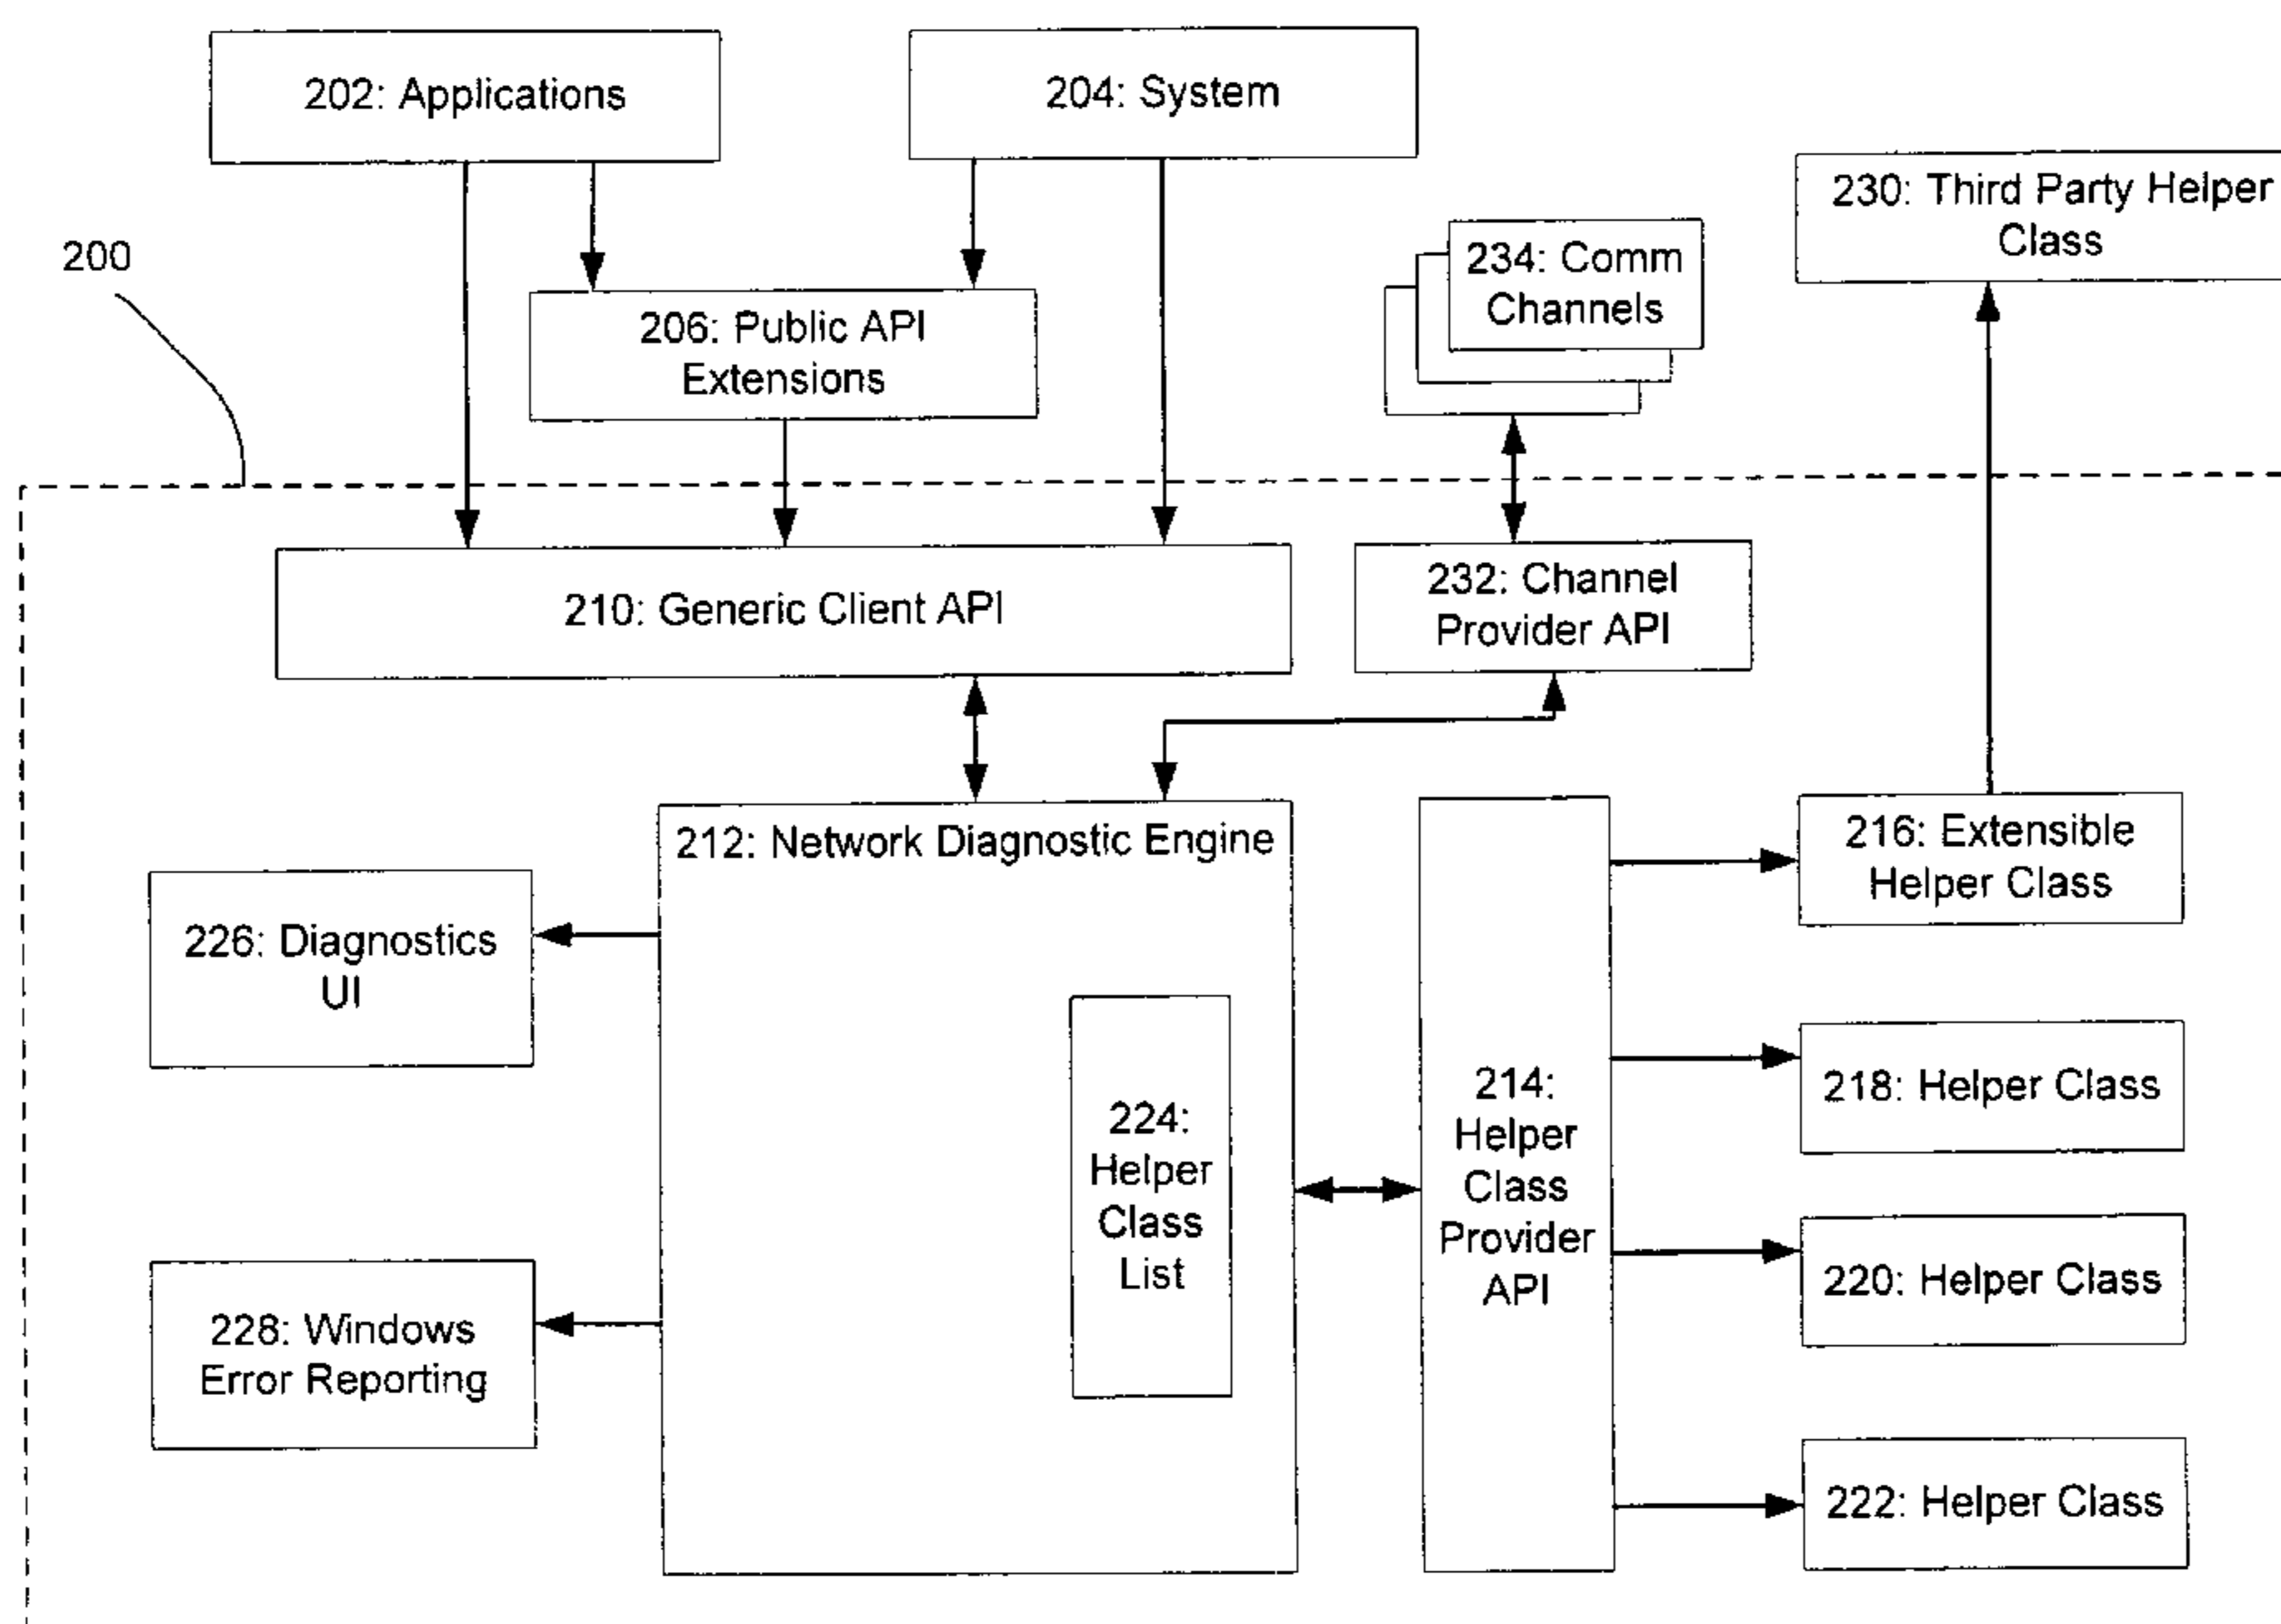 202: Applications
204: System
230: Third Party Helper
Class
200
234: Comm
Channels
206: Public API
Extensions
210: Generic Client API
232: Channel
Provider API
212: Network Diagnostic Engine
216: Extensible
Helper Class
226: Diagnostics
UI
218: Helper Class
214:
Helper
Class
Provider
API
224:
Helper
Class
List
220: Helper Class
228: Windows
Error Reporting
222: Helper Class